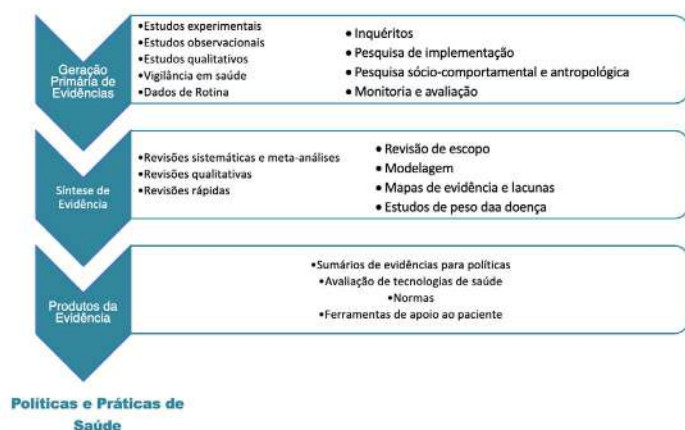 Geração
Primária de
Evidências
•Estudos experimentais
•Estudos observacionais
•Estudos qualitativos
•Vigilância em saúde
•Dados de Rotina
• Inquéritos
• Pesquisa de implementação
• Pesquisa sócio-comportamental e antropológica
• Monitoria e avaliação
Síntese de
Evidência
•Revisões sistemáticas e meta-análises
•Revisões qualitativas
•Revisões rápidas
• Revisão de escopo
• Modelagem
• Mapas de evidência e lacunas
• Estudos de peso daa doença
Produtos da
Evidência
•Sumários de evidências para políticas
•Avaliação de tecnologias de saúde
•Normas
•Ferramentas de apoio ao paciente
Políticas e Práticas de
Saúde